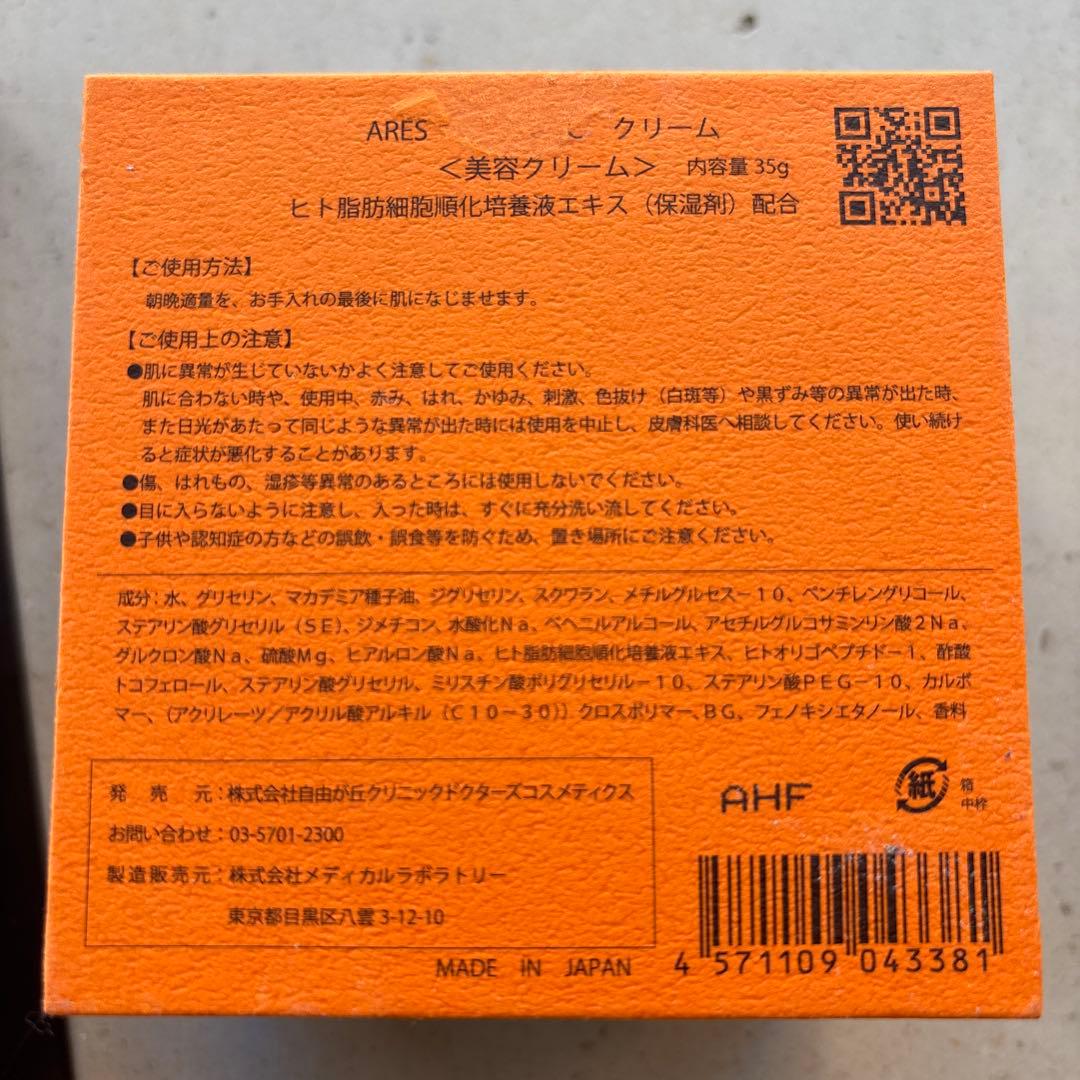 ARES クリーム
＜美容クリーム＞ 内容量 35g
ヒト脂肪細胞順化培養液エキス（保湿剤）配合
【ご使用方法】
朝晩適量を、お手入れの最後に肌になじませます。
【ご使用上の注意】
●肌に異常が生じていないかよく注意してご使用ください。
肌に合わない時や、使用中、赤み、はれ、かゆみ、刺激、色抜け（白斑等）や黒ずみ等の異常が出た時、
また日光があたって同じような異常が出た時には使用を中止し、皮膚科医へ相談してください。使い続け
ると症状が悪化することがあります。
●傷、はれもの、湿疹等異常のあるところには使用しないでください。
●目に入らないように注意し、入った時は、すぐに充分洗い流してください。
●子供や認知症の方などの誤飲・誤食等を防ぐため、置き場所にご注意ください。
成分：水、グリセリン、マカデミア種子油、ジグリセリン、スクワラン、メチルグルセス－１０、ペンチレングリコール、
ステアリン酸グリセリル（ＳＥ）、ジメチコン、水酸化Ｎａ、ベヘニルアルコール、アセチルグルコサミンリン酸２Ｎａ、
グルクロン酸Ｎａ、硫酸Ｍｇ、ヒアルロン酸Ｎａ、ヒト脂肪細胞順化培養液エキス、ヒトオリゴペプチド－１、酢酸
トコフェロール、ステアリン酸グリセリル、ミリスチン酸ポリグリセリル－１０、ステアリン酸ＰＥＧ－１０、カルボ
マー、（アクリレーツ／アクリル酸アルキル（Ｃ１０－３０））クロスポリマー、ＢＧ、フェノキシエタノール、香料
発売元：株式会社自由が丘クリニックドクターズコスメティクス
お問い合わせ：03-5701-2300
製造販売元：株式会社メディカルラボラトリー
東京都目黒区八雲 3-12-10
MADE IN JAPAN
AHF
紙 箱
中栓
4 571109 043381